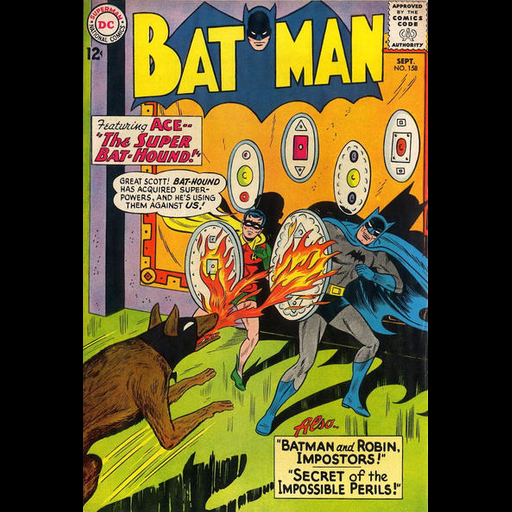 SUPERMAN
DC
NATIONAL COMICS
12¢
BATMAN
APPROVED
BY THE
COMICS
CODE
AUTHORITY
SEPT.
NO. 158
Featuring ACE--
"THE SUPER
BAT-HOUND!"
GREAT SCOTT! BAT-HOUND
HAS ACQUIRED SUPER-
POWERS, AND HE'S USING
THEM AGAINST US!
Also..
"BATMAN and ROBIN,
IMPOSTORS!"
"SECRET of the
IMPOSSIBLE PERILS!"